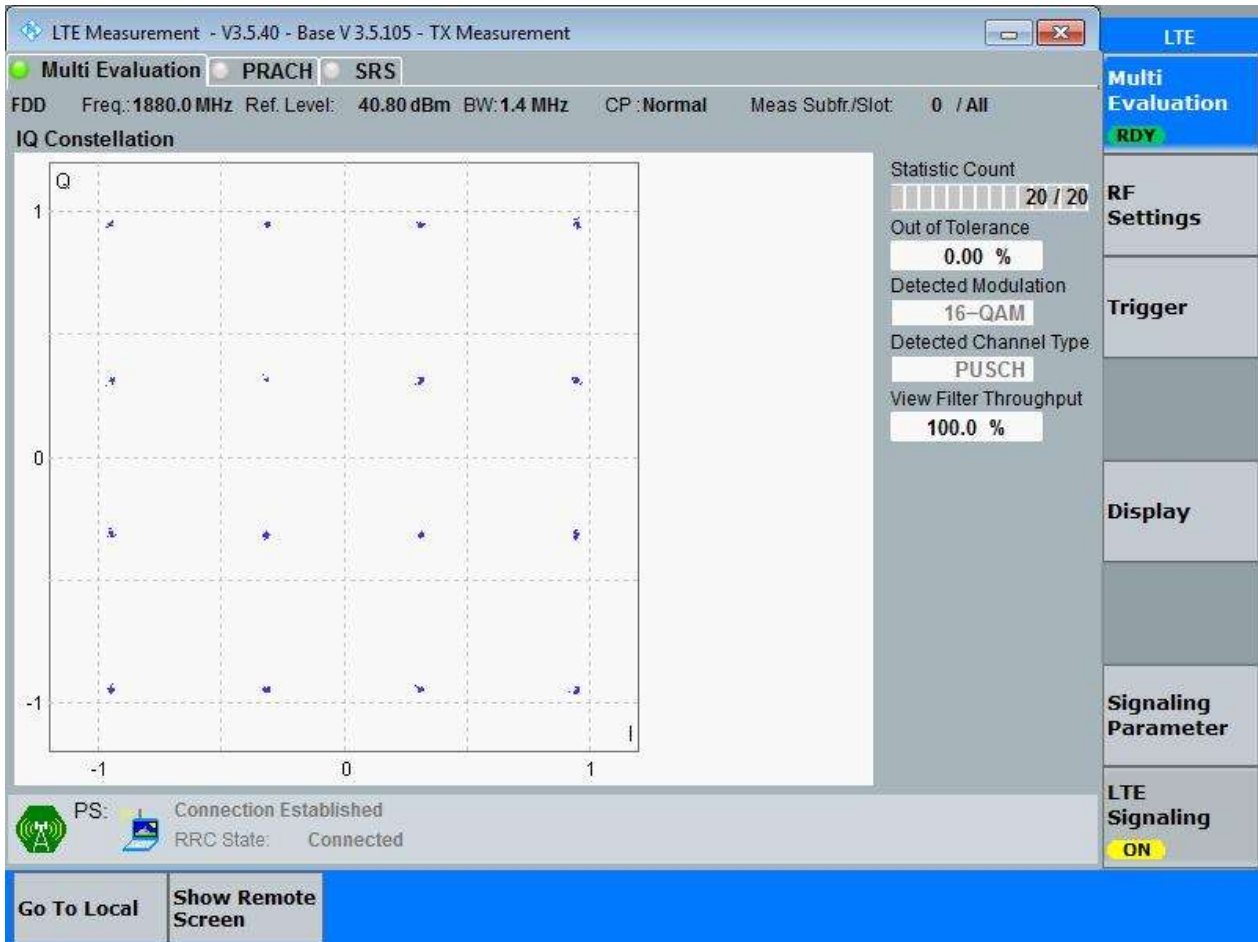 LTE Measurement - V3.5.40 - Base V 3.5.105 - TX Measurement
LTE
Multi Evaluation PRACH SRS
Multi
Evaluation
RDY
FDD Freq.: 1880.0 MHz Ref. Level: 40.80 dBm BW: 1.4 MHz CP : Normal Meas Subfr./Slot: 0 / All
IQ Constellation
Q
1
0
-1
I
-1 0 1
Statistic Count
20 / 20
Out of Tolerance
0.00 %
Detected Modulation
16-QAM
Detected Channel Type
PUSCH
View Filter Throughput
100.0 %
RF
Settings
Trigger
Display
Signaling
Parameter
LTE
Signaling
ON
PS: Connection Established
RRC State: Connected
Go To Local
Show Remote
Screen